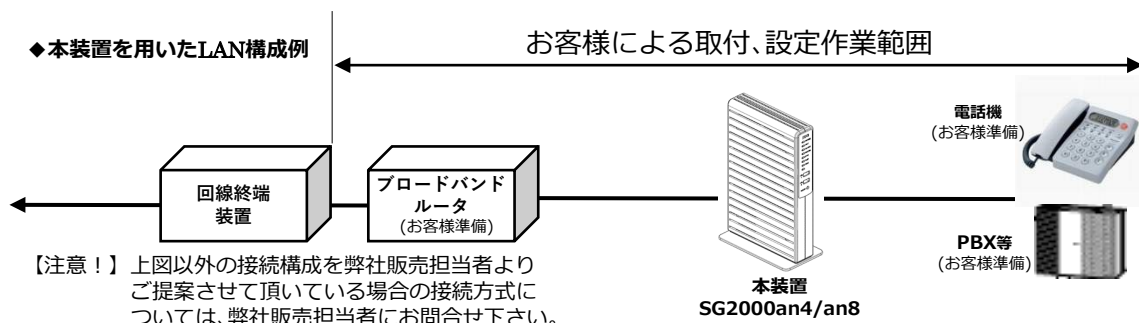 ◆本装置を用いたLAN構成例
お客様による取付、設定作業範囲
電話機
(お客様準備)
回線終端
装置
ブロードバンド
ルータ
(お客様準備)
PBX等
(お客様準備)
本装置
SG2000an4/an8
【注意!】上図以外の接続構成を弊社販売担当者より
ご提案させて頂いている場合の接続方式に
ついては、弊社販売担当者にお問合せ下さい。